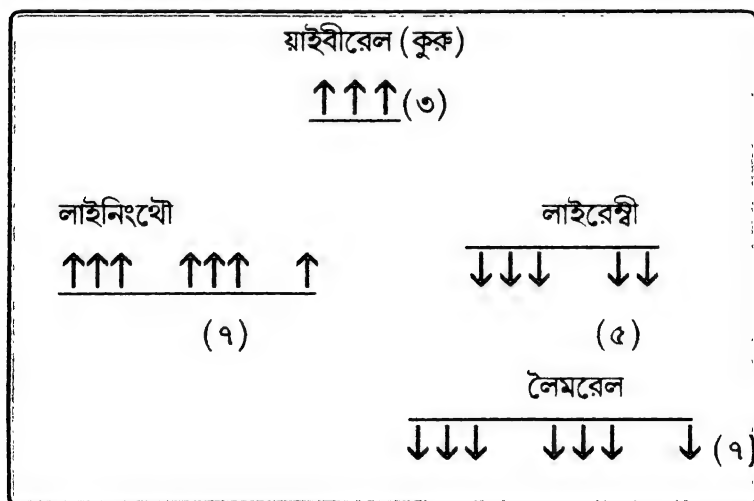 য়াইবীরেল (কুরু)
↑↑↑ (৩)
লাইনিংথৌ
লাইরেম্বী
↑↑↑ ↑↑↑ ↑
↓↓↓ ↓↓
(৭)
(৫)
লৈমরেল
↓↓↓ ↓↓↓ ↓ (৭)